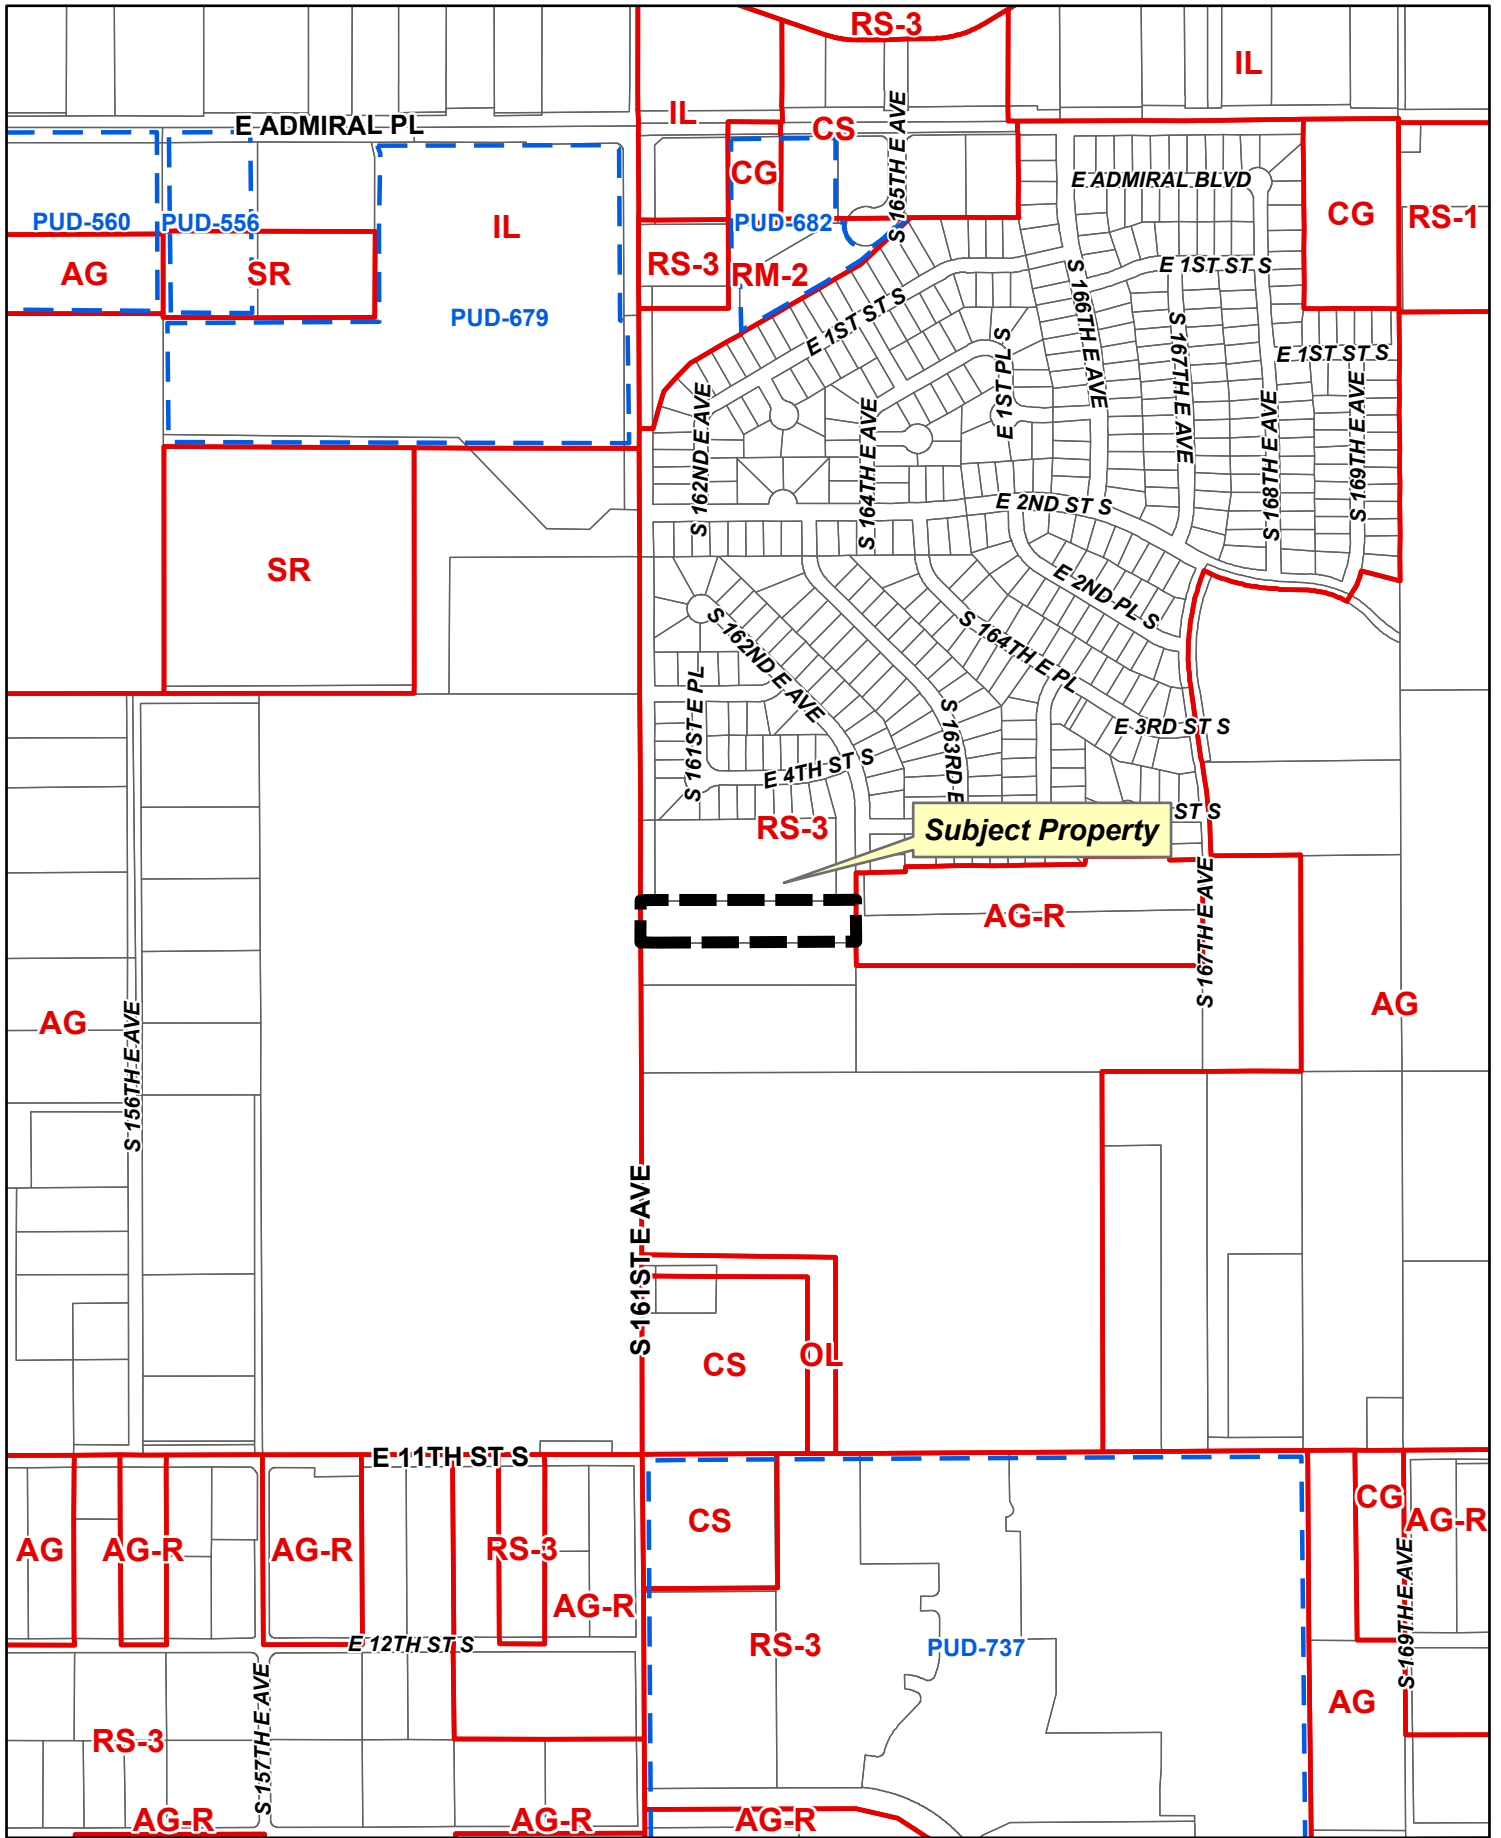 RS-3
IL
E ADMIRAL PL
IL
CS
S 165TH E AVE
CG
E ADMIRAL BLVD
CG
RS-1
PUD-560
PUD-556
IL
PUD-682
AG
SR
RS-3
RM-2
E 1ST ST S
S 166TH E AVE
PUD-679
E 1ST ST S
E 1ST PL S
S 167TH E AVE
E 1ST ST S
S 162ND E AVE
S 164TH E AVE
S 168TH E AVE
S 169TH E AVE
E 2ND ST S
SR
E 2ND PL S
S 162ND E AVE
S 164TH E PL
S 161ST E PL
S 163RD E
E 3RD ST S
E 4TH ST S
RS-3
Subject Property
ST S
AG-R
S 167TH E AVE
AG
S 156TH E AVE
AG
S 161ST E AVE
CS
OL
E 11TH ST S
AG
AG-R
AG-R
RS-3
AG-R
CS
CG
AG-R
S 169TH E AVE
E 12TH ST S
RS-3
PUD-737
AG
RS-3
S 157TH E AVE
AG-R
AG-R
AG-R